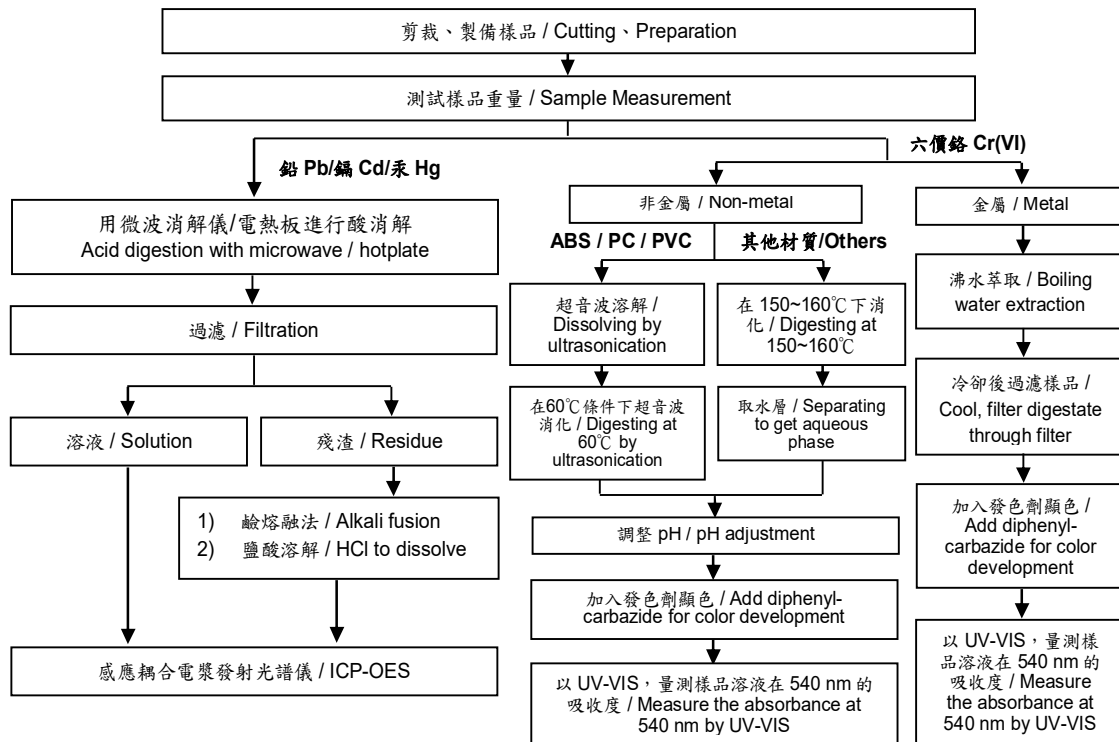 剪裁、製備樣品 / Cutting、Preparation
測試樣品重量 / Sample Measurement
鉛 Pb/鎘 Cd/汞 Hg
六價鉻 Cr(VI)
用微波消解儀/電熱板進行酸消解
Acid digestion with microwave / hotplate
過濾 / Filtration
溶液 / Solution
殘渣 / Residue
1) 鹼熔融法 / Alkali fusion
2) 鹽酸溶解 / HCl to dissolve
感應耦合電漿發射光譜儀 / ICP-OES
非金屬 / Non-metal
ABS / PC / PVC
其他材質/Others
超音波溶解 /
Dissolving by
ultrasonication
在60℃條件下超音波
消化 / Digesting at
60℃ by
ultrasonication
在 150~160℃下消
化 / Digesting at
150~160℃
取水層 / Separating
to get aqueous
phase
調整 pH / pH adjustment
加入發色劑顯色 / Add diphenyl-
carbazide for color development
以 UV-VIS，量測樣品溶液在 540 nm 的
吸收度 / Measure the absorbance at
540 nm by UV-VIS
金屬 / Metal
沸水萃取 / Boiling
water extraction
冷卻後過濾樣品 /
Cool, filter digestate
through filter
加入發色劑顯色 /
Add diphenyl-
carbazide for color
development
以 UV-VIS，量測樣
品溶液在 540 nm 的
吸收度 / Measure
the absorbance at
540 nm by UV-VIS